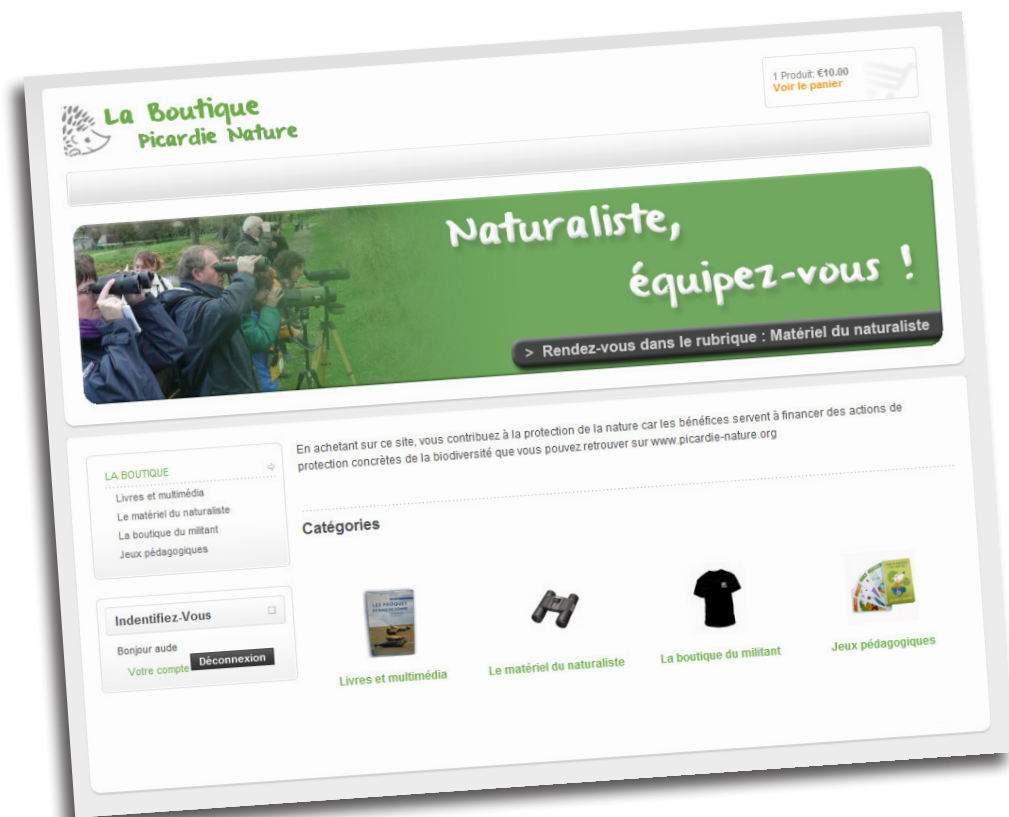 La Boutique
Picardie Nature
1 Produit: €10.00
Voir le panier
Naturaliste,
équipez-vous !
> Rendez-vous dans le rubrique : Matériel du naturaliste
En achetant sur ce site, vous contribuez à la protection de la nature car les bénéfices servent à financer des actions de
protection concrètes de la biodiversité que vous pouvez retrouver sur www.picardie-nature.org
LA BOUTIQUE
Livres et multimédia
Le matériel du naturaliste
La boutique du militant
Jeux pédagogiques
Indentifiez-Vous
Bonjour aude
Votre compte Déconnexion
Catégories
LES PHOQUES
Livres et multimédia
Le matériel du naturaliste
La boutique du militant
Jeux pédagogiques